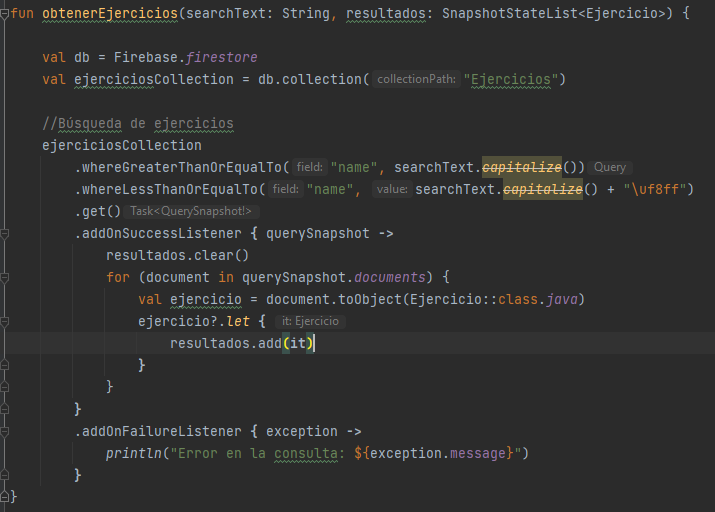 fun obtenerEjercicios(searchText: String, resultados: SnapshotStateList<Ejercicio>) {
val db = Firebase.firestore
val ejerciciosCollection = db.collection( collectionPath: "Ejercicios")
//Búsqueda de ejercicios
ejerciciosCollection
.whereGreaterThanOrEqualTo( field: "name", searchText.capitalize()) Query
.whereLessThanOrEqualTo( field: "name", value: searchText.capitalize() + "\uf8ff")
.get() Task<QuerySnapshot!>
.addOnSuccessListener { querySnapshot ->
resultados.clear()
for (document in querySnapshot.documents) {
val ejercicio = document.toObject(Ejercicio::class.java)
ejercicio?.let { it: Ejercicio
resultados.add(it)
}
}
}
.addOnFailureListener { exception ->
println("Error en la consulta: ${exception.message}")
}
}